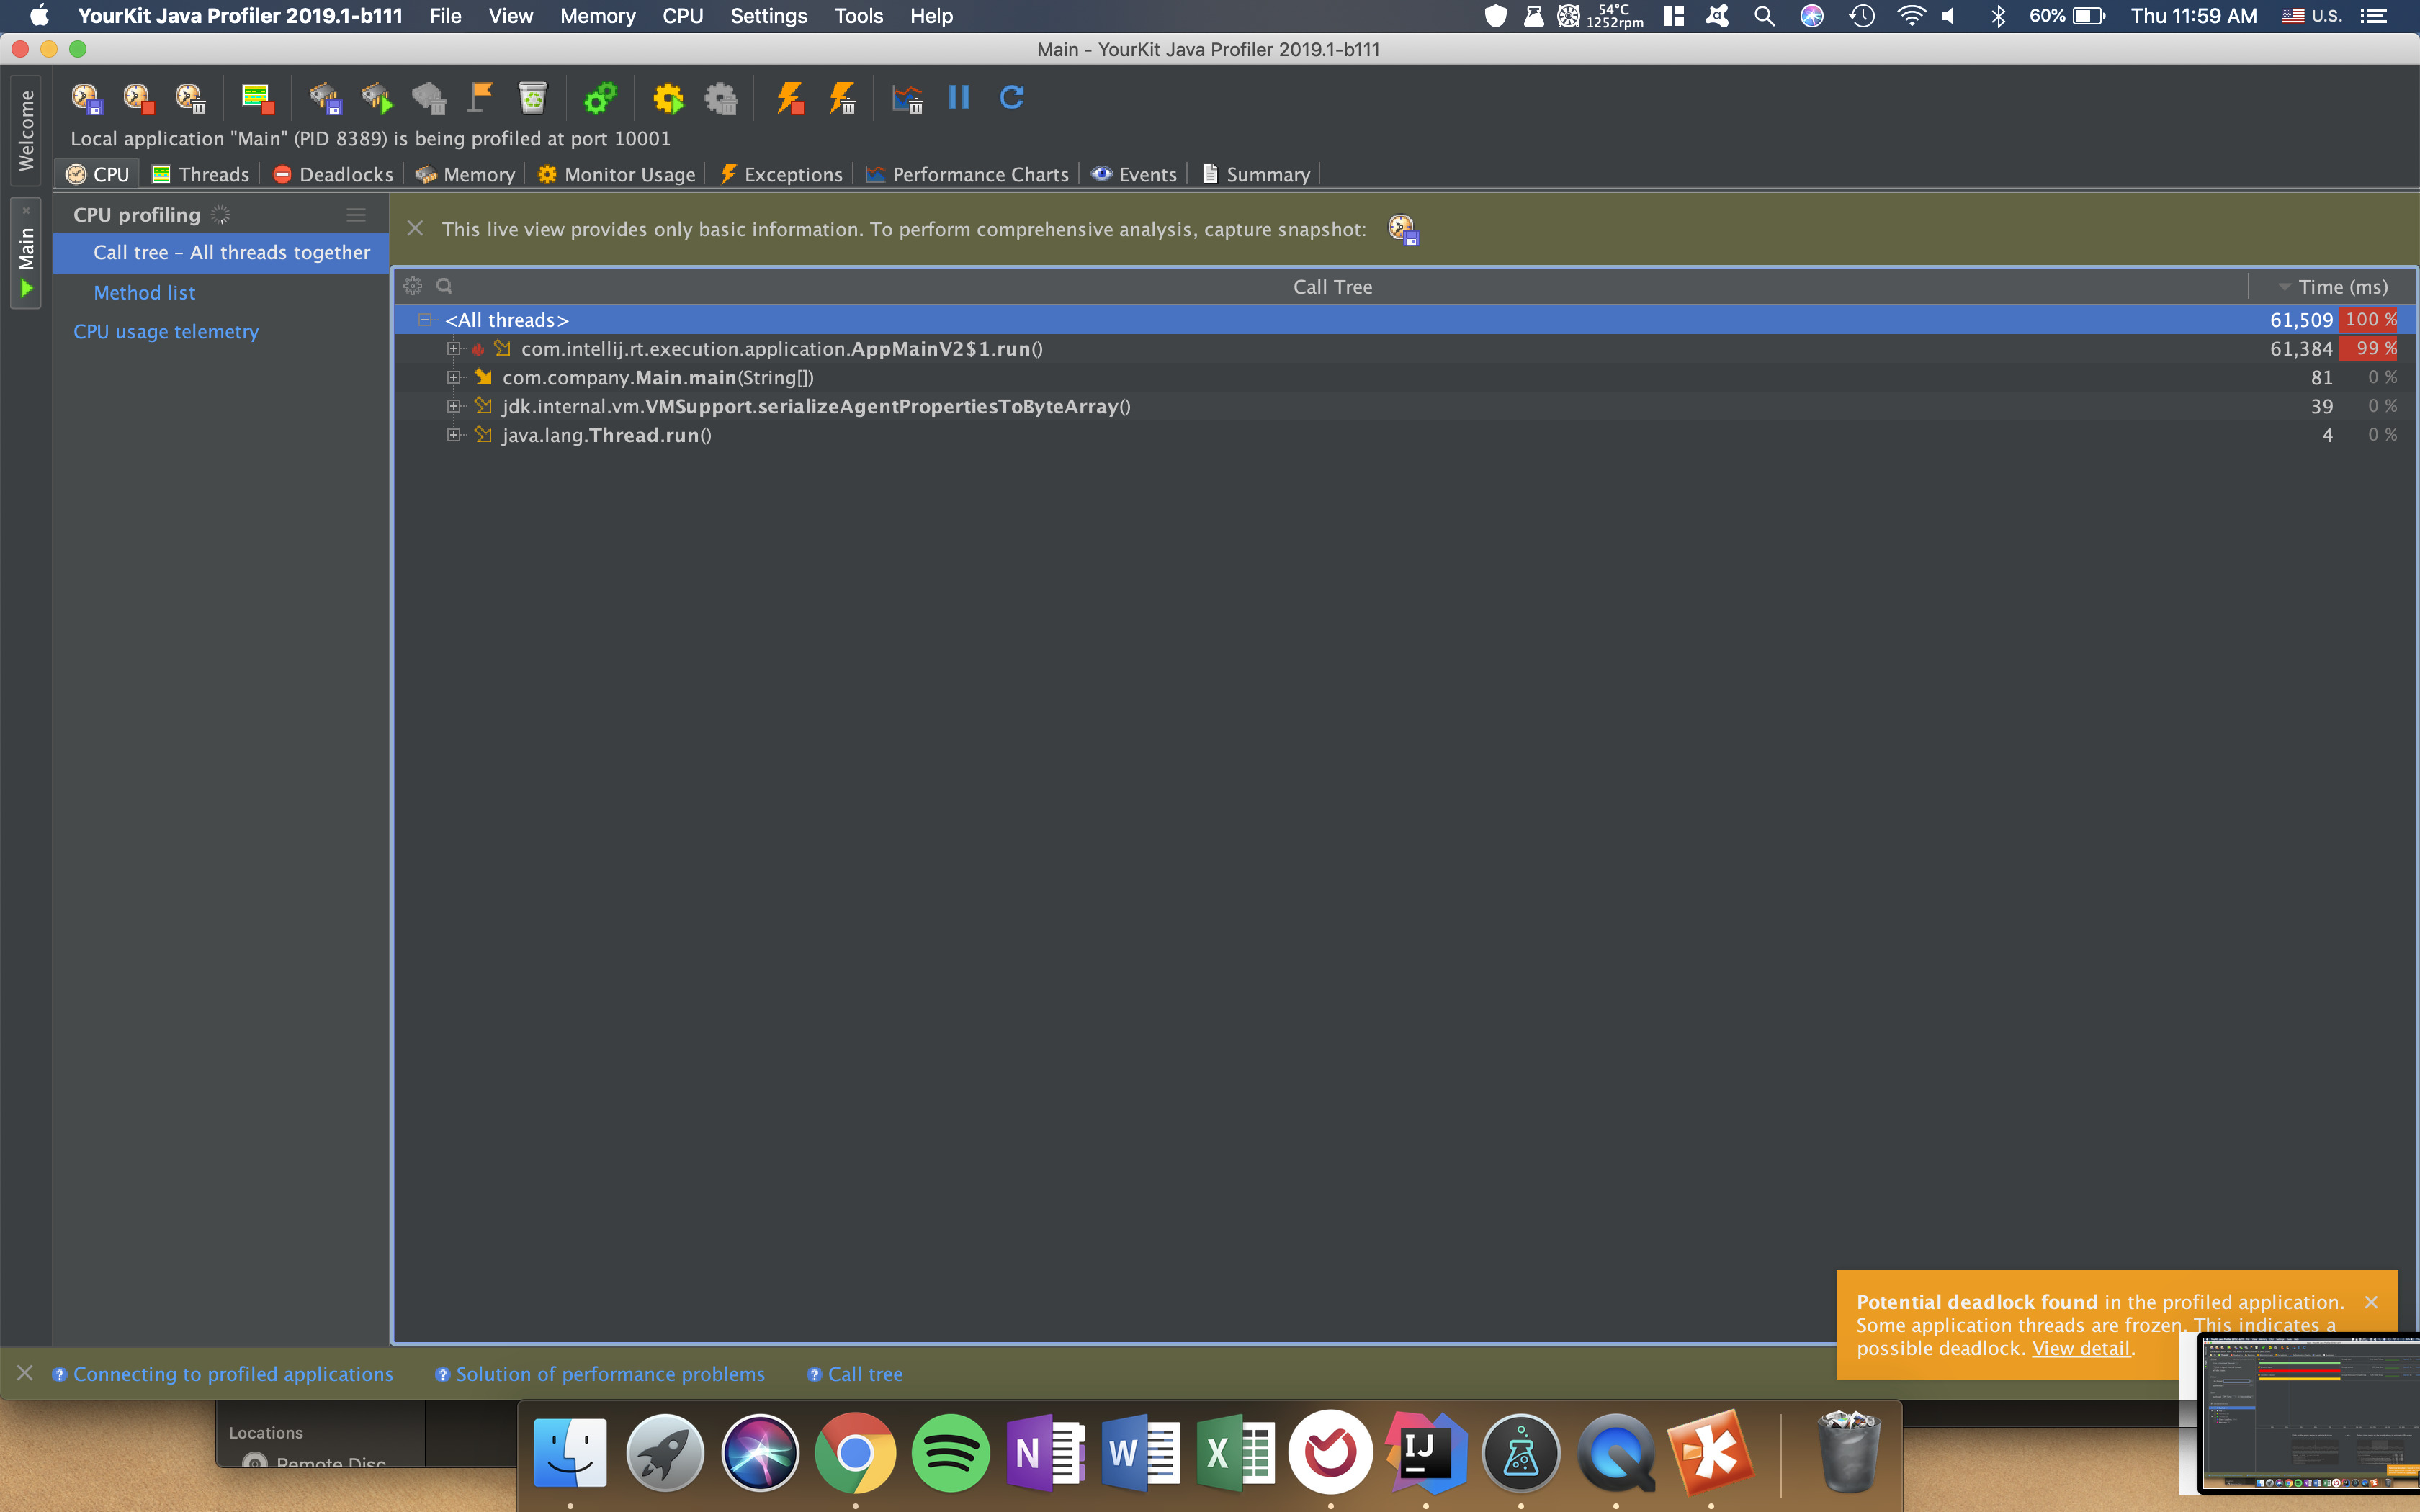 YourKit Java Profiler 2019.1-b111 File View Memory CPU Settings Tools Help 54°C 1252rpm 60% Thu 11:59 AM U.S.
Main - YourKit Java Profiler 2019.1-b111
Welcome
Main
Local application "Main" (PID 8389) is being profiled at port 10001
CPU Threads Deadlocks Memory Monitor Usage Exceptions Performance Charts Events Summary
CPU profiling
Call tree – All threads together
Method list
CPU usage telemetry
This live view provides only basic information. To perform comprehensive analysis, capture snapshot:
Call Tree Time (ms)
<All threads> 61,509 100 %
com.intellij.rt.execution.application.AppMainV2$1.run() 61,384 99 %
com.company.Main.main(String[]) 81 0 %
jdk.internal.vm.VMSupport.serializeAgentPropertiesToByteArray() 39 0 %
java.lang.Thread.run() 4 0 %
Potential deadlock found in the profiled application.
Some application threads are frozen. This indicates a
possible deadlock. View detail.
? Connecting to profiled applications ? Solution of performance problems ? Call tree
Locations
Remote Disc
N W X IJ